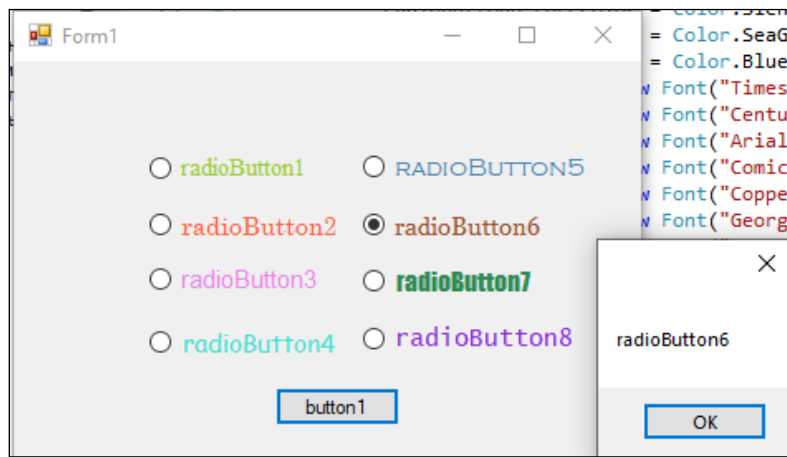 Form1
= Color.SeaG
= Color.Blue
w Font("Times
w Font("Centu
w Font("Arial
w Font("Comic
w Font("Coppe
w Font("Georg
radioButton1
radioButton5
radioButton2
radioButton6
radioButton3
radioButton7
radioButton4
radioButton8
button1
radioButton6
OK